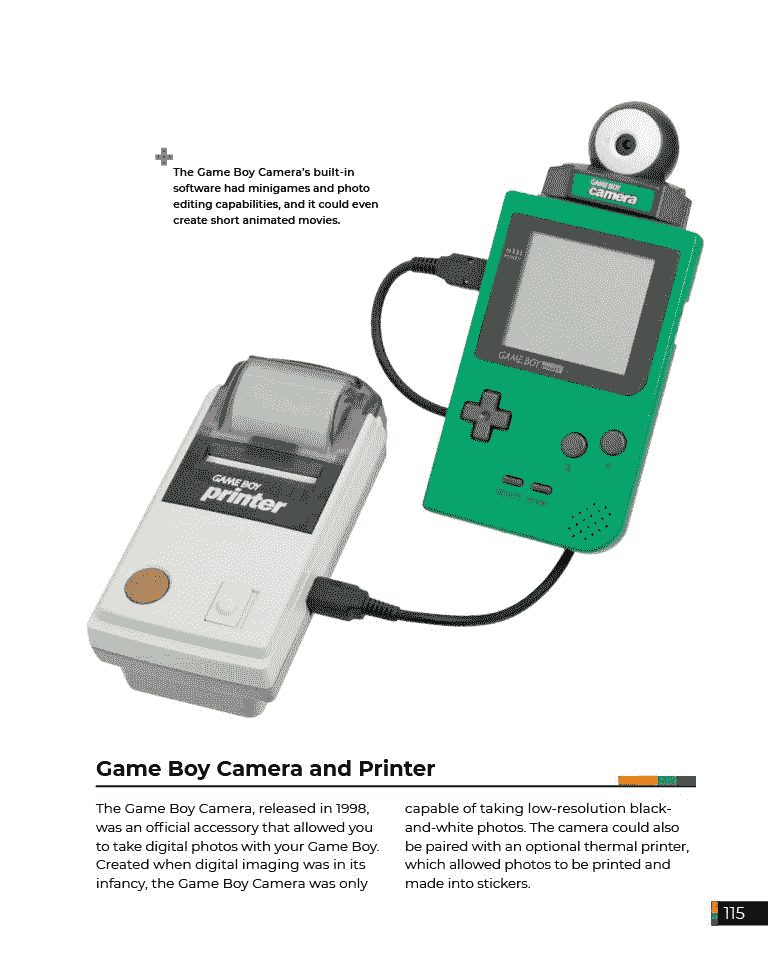 The Game Boy Camera's built-in
software had minigames and photo
editing capabilities, and it could even
create short animated movies.
GAME BOY
camera
GAME BOY
GAME BOY
printer
Game Boy Camera and Printer
The Game Boy Camera, released in 1998,
was an official accessory that allowed you
to take digital photos with your Game Boy.
Created when digital imaging was in its
infancy, the Game Boy Camera was only
capable of taking low-resolution black-
and-white photos. The camera could also
be paired with an optional thermal printer,
which allowed photos to be printed and
made into stickers.
115